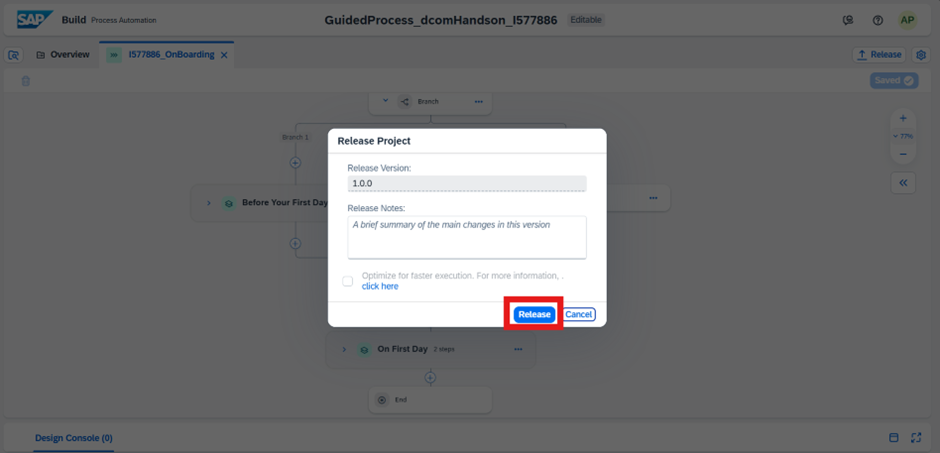 SAP Build Process Automation
GuidedProcess_dcomHandson_I577886 Editable
AP
Overview
I577886_OnBoarding
Release
Saved
Branch
Branch 1
77%
Before Your First Day
Release Project
Release Version:
1.0.0
Release Notes:
A brief summary of the main changes in this version
Optimize for faster execution. For more information, .
click here
Release Cancel
On First Day 2 steps
End
Design Console (0)